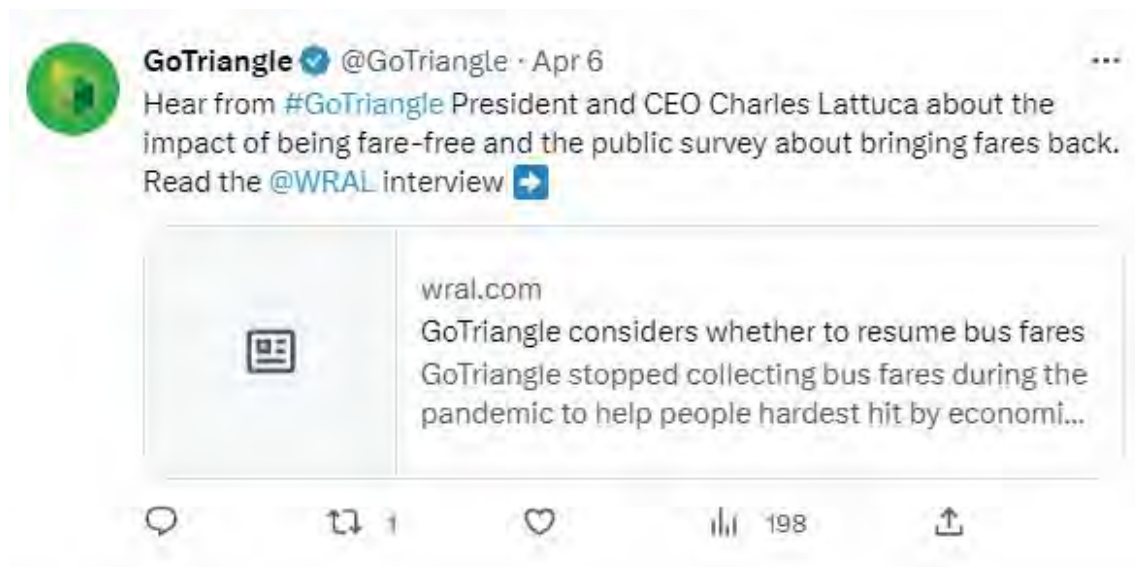 GoTriangle @GoTriangle · Apr 6
Hear from #GoTriangle President and CEO Charles Lattuca about the
impact of being fare-free and the public survey about bringing fares back.
Read the @WRAL interview ➡
wral.com
GoTriangle considers whether to resume bus fares
GoTriangle stopped collecting bus fares during the
pandemic to help people hardest hit by economi...
1 198